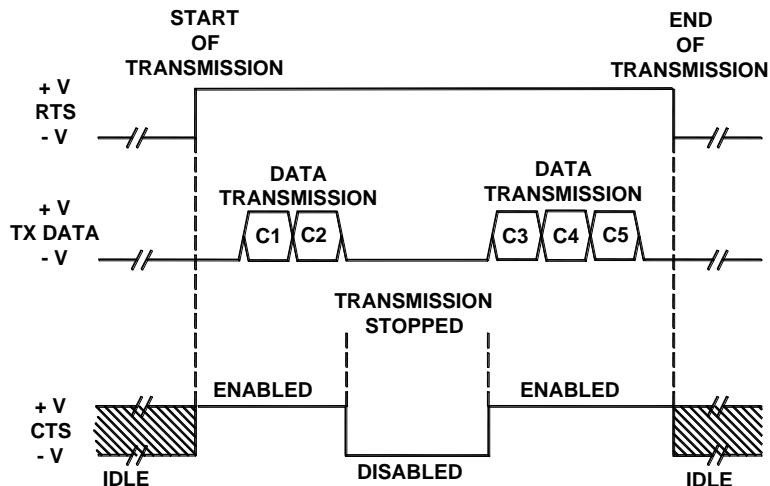 START
OF
TRANSMISSION
END
OF
TRANSMISSION
+ V
RTS
- V
DATA
TRANSMISSION
DATA
TRANSMISSION
+ V
TX DATA
- V
C1 C2 C3 C4 C5
TRANSMISSION
STOPPED
ENABLED ENABLED
+ V
CTS
- V
IDLE DISABLED IDLE